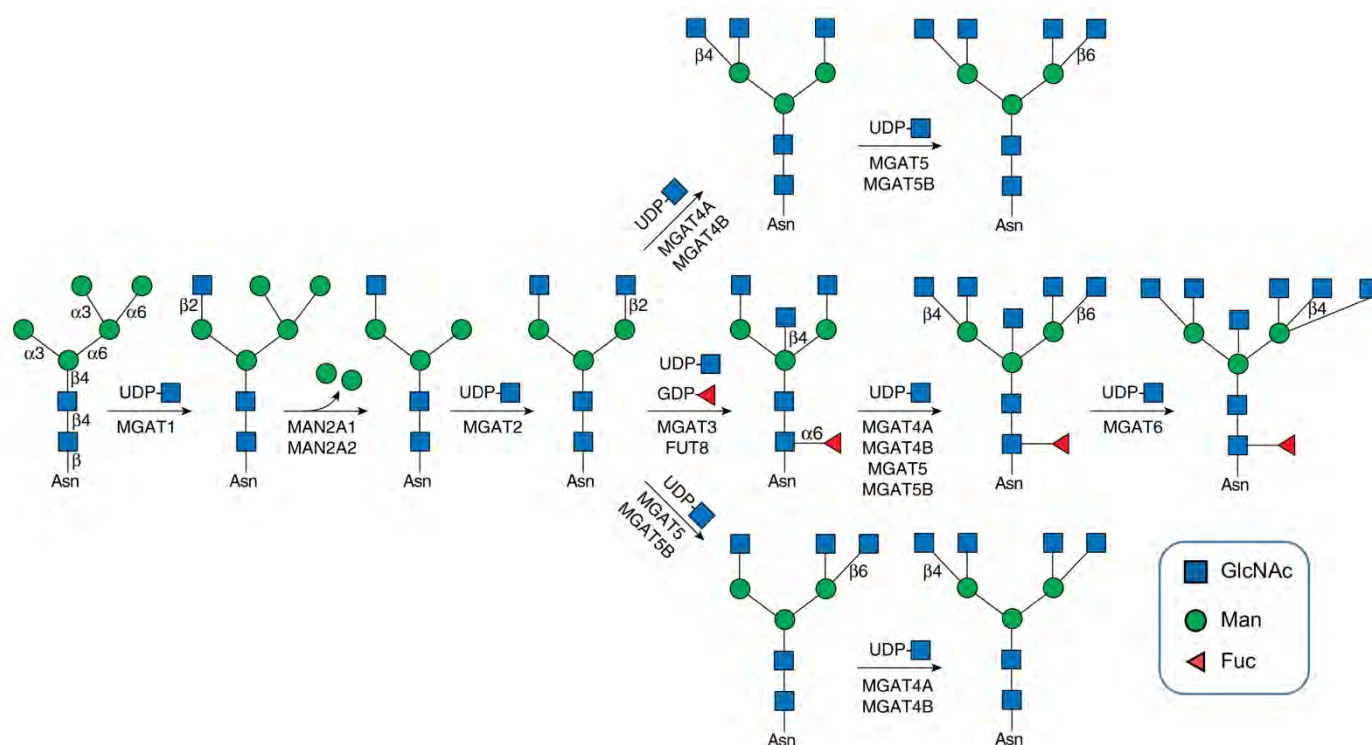 β4
β6
UDP-
MGAT5
MGAT5B
Asn
Asn
UDP-
MGAT4A
MGAT4B
α3
α6
α3
α6
β4
β4
β
Asn
UDP-
MGAT1
β2
Asn
MAN2A1
MAN2A2
Asn
UDP-
MGAT2
β2
Asn
UDP-
GDP-
MGAT3
FUT8
β4
α6
Asn
UDP-
MGAT4A
MGAT4B
MGAT5
MGAT5B
β4
β6
Asn
UDP-
MGAT6
β4
Asn
UDP-
MGAT5
MGAT5B
β6
Asn
UDP-
MGAT4A
MGAT4B
β4
Asn
GlcNAc
Man
Fuc